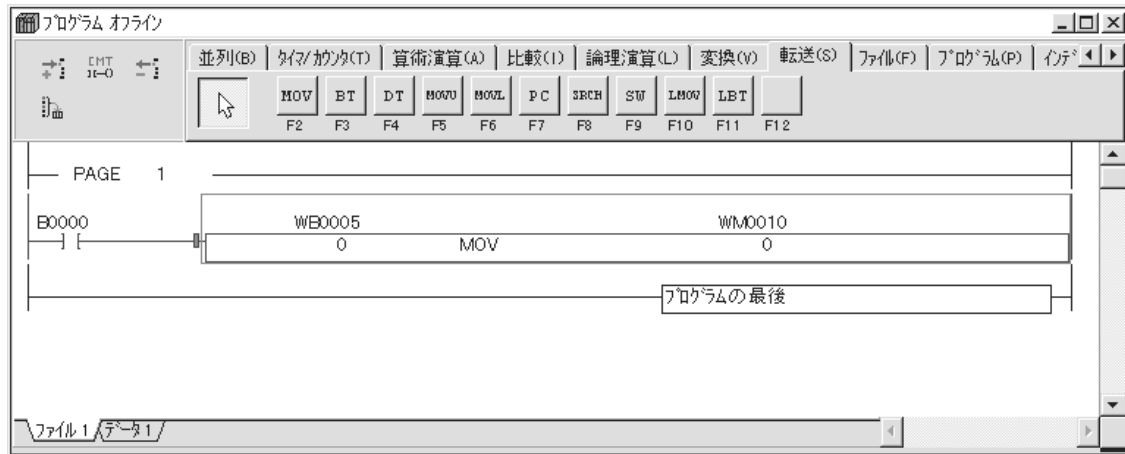 ﾌﾟﾛｸﾞﾗﾑ ｵﾌﾗｲﾝ
CMT
並列(B) ﾀｲﾏ/ｶｳﾝﾀ(T) 算術演算(A) 比較(I) 論理演算(L) 変換(V) 転送(S) ﾌｧｲﾙ(F) ﾌﾟﾛｸﾞﾗﾑ(P) ｲﾝﾃﾞ
MOV BT DT MOVU MOVL PC SRCH SW LMOV LBT
F2 F3 F4 F5 F6 F7 F8 F9 F10 F11 F12
PAGE 1
B0000 WB0005 WM0010
0 MOV 0
ﾌﾟﾛｸﾞﾗﾑの最後
ﾌｧｲﾙ 1 ﾃﾞｰﾀ 1